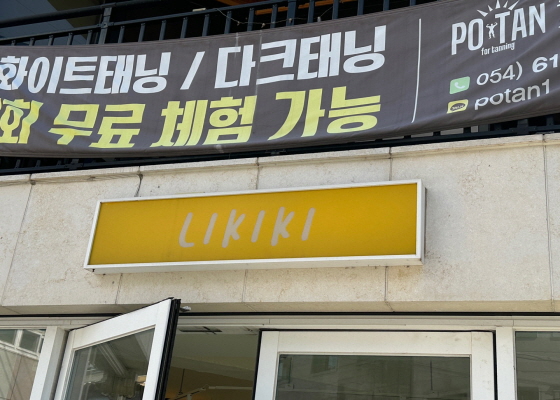 화이트태닝 / 다크태닝
회 무료 체험 가능
POTAN
for tanning
054) 61
potan1
LIKIKI